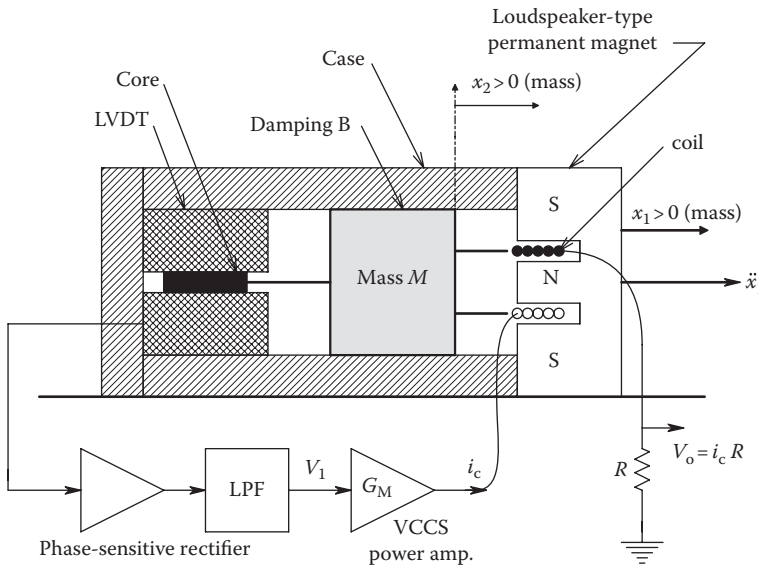 Loudspeaker-type
permanent magnet
Core
Case
x₂ > 0 (mass)
LVDT
Damping B
coil
S
x₁ > 0 (mass)
Mass M
N
ẍ
S
V₁
i_c
R
V_o = i_c R
LPF
G_M
VCCS
power amp.
Phase-sensitive rectifier